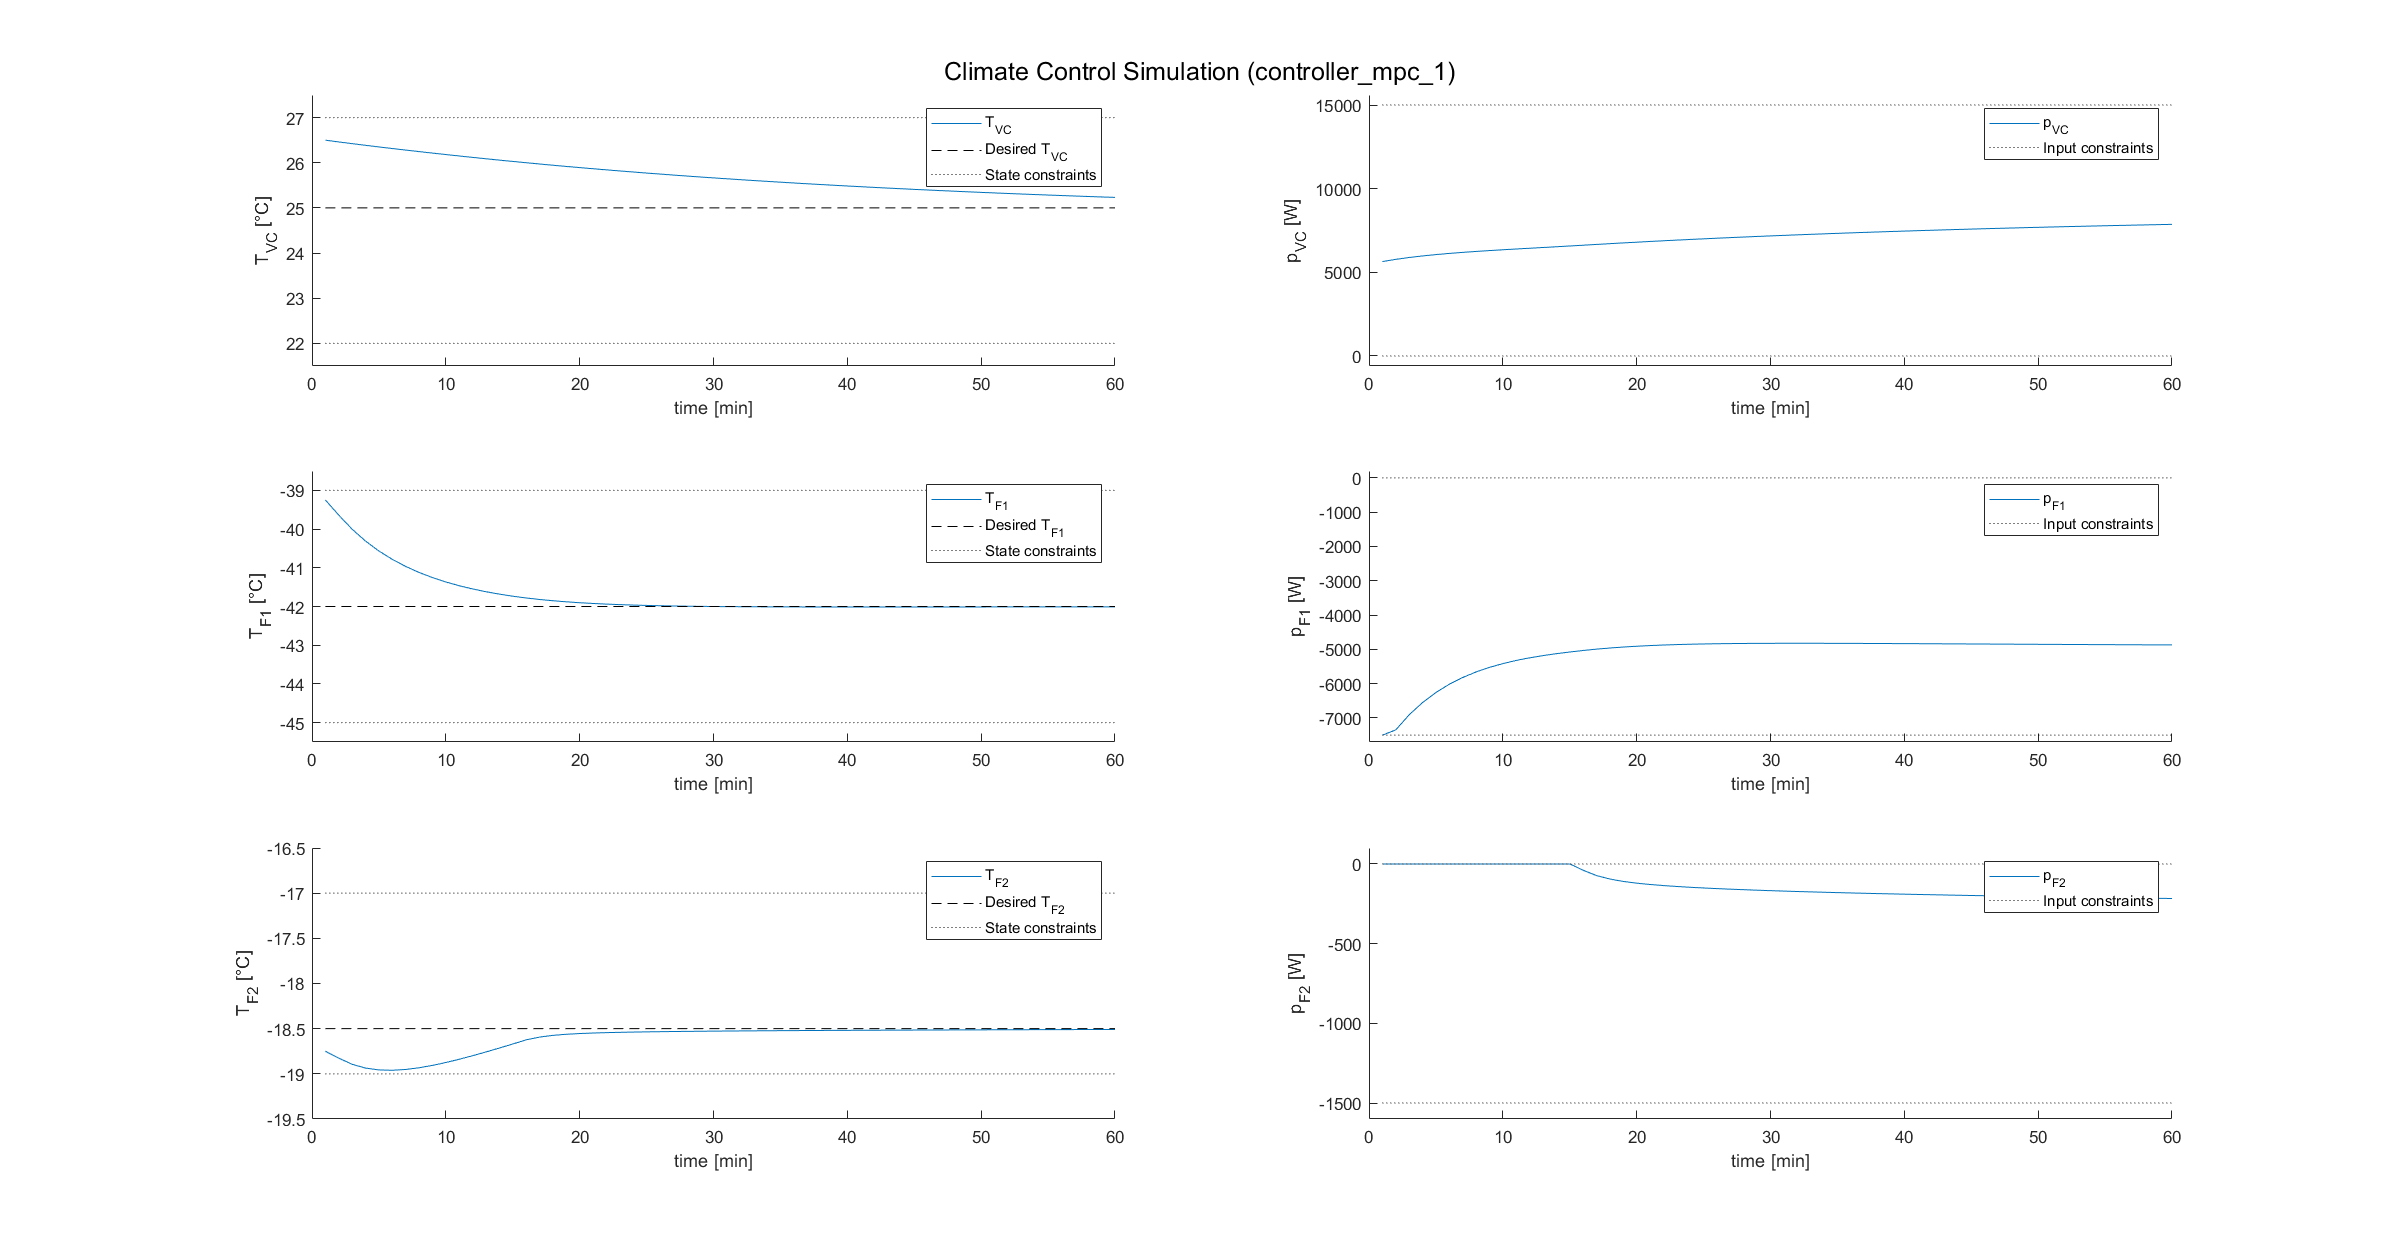 Climate Control Simulation (controller_mpc_1)
27
26
25
24
23
22
T_VC [°C]
0 10 20 30 40 50 60
time [min]
T_VC
Desired T_VC
State constraints
15000
10000
5000
0
p_VC [W]
0 10 20 30 40 50 60
time [min]
p_VC
Input constraints
-39
-40
-41
-42
-43
-44
-45
T_F1 [°C]
0 10 20 30 40 50 60
time [min]
T_F1
Desired T_F1
State constraints
0
-1000
-2000
-3000
-4000
-5000
-6000
-7000
p_F1 [W]
0 10 20 30 40 50 60
time [min]
p_F1
Input constraints
-16.5
-17
-17.5
-18
-18.5
-19
-19.5
T_F2 [°C]
0 10 20 30 40 50 60
time [min]
T_F2
Desired T_F2
State constraints
0
-500
-1000
-1500
p_F2 [W]
0 10 20 30 40 50 60
time [min]
p_F2
Input constraints